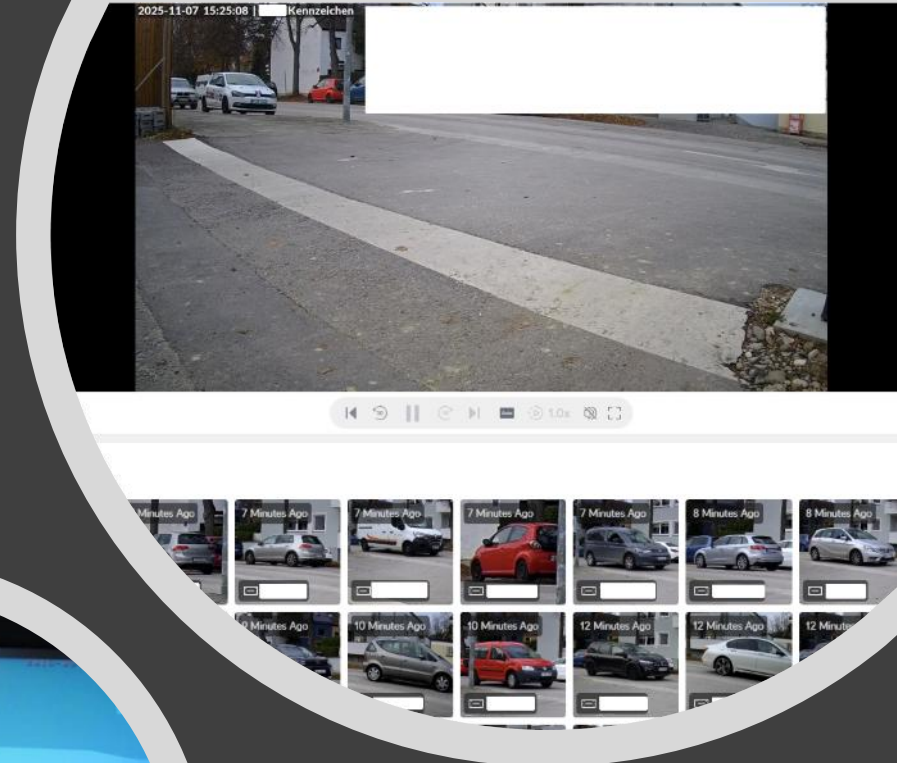 2025-11-07 15:25:08 | Kennzeichen
1.0x
Minutes Ago
7 Minutes Ago
7 Minutes Ago
7 Minutes Ago
7 Minutes Ago
8 Minutes Ago
8 Minutes Ago
9 Minutes Ago
10 Minutes Ago
10 Minutes Ago
12 Minutes Ago
12 Minutes Ago
12 Minute